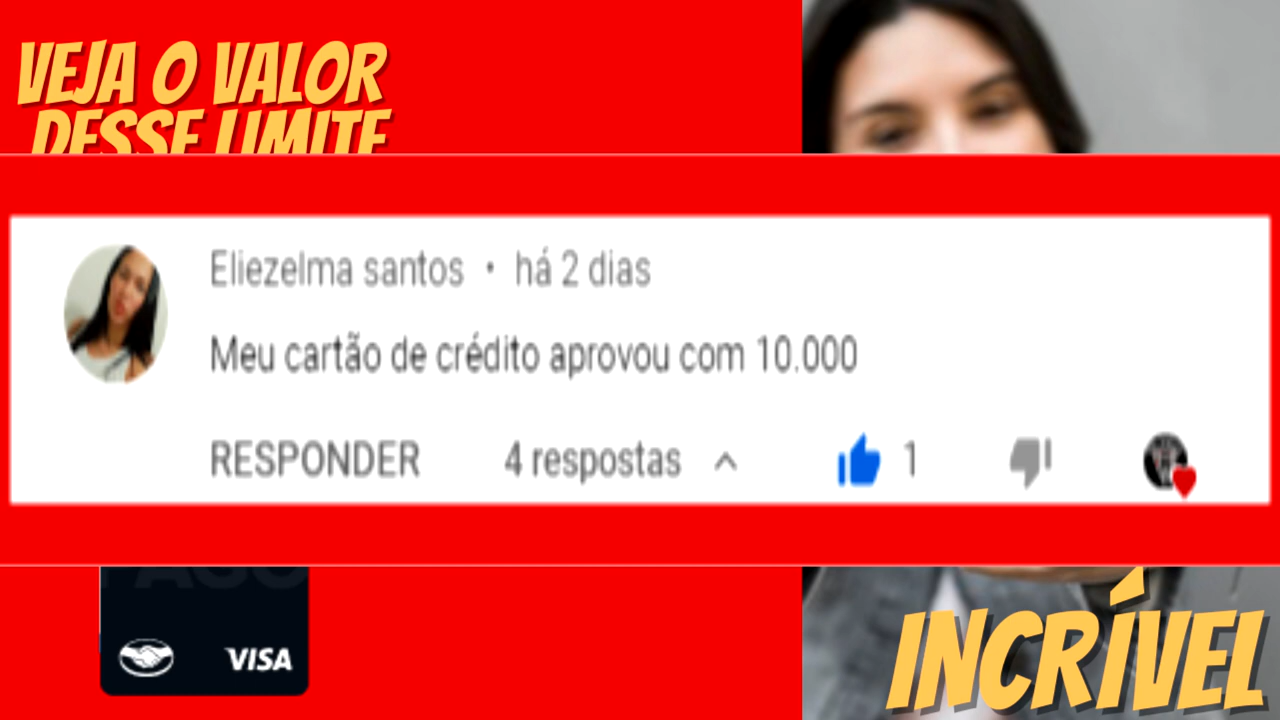 VEJA O VALOR
DESSE LIMITE
Eliezelma santos • há 2 dias
Meu cartão de crédito aprovou com 10.000
RESPONDER 4 respostas 1
VISA
INCRÍVEL